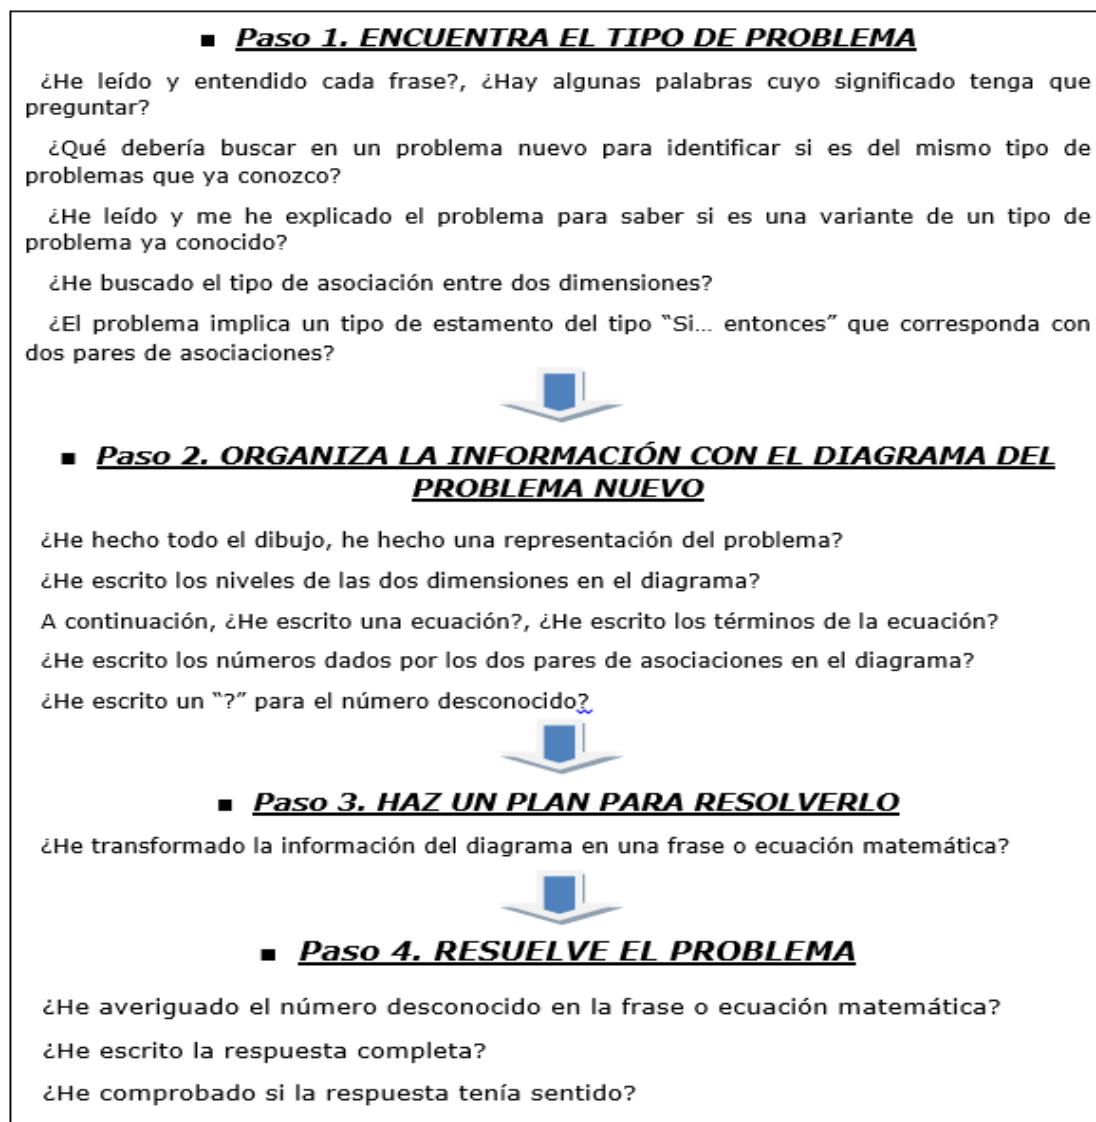 ▪ Paso 1. ENCUENTRA EL TIPO DE PROBLEMA
¿He leído y entendido cada frase?, ¿Hay algunas palabras cuyo significado tenga que
preguntar?
¿Qué debería buscar en un problema nuevo para identificar si es del mismo tipo de
problemas que ya conozco?
¿He leído y me he explicado el problema para saber si es una variante de un tipo de
problema ya conocido?
¿He buscado el tipo de asociación entre dos dimensiones?
¿El problema implica un tipo de estamento del tipo “Si… entonces” que corresponda con
dos pares de asociaciones?
▪ Paso 2. ORGANIZA LA INFORMACIÓN CON EL DIAGRAMA DEL
PROBLEMA NUEVO
¿He hecho todo el dibujo, he hecho una representación del problema?
¿He escrito los niveles de las dos dimensiones en el diagrama?
A continuación, ¿He escrito una ecuación?, ¿He escrito los términos de la ecuación?
¿He escrito los números dados por los dos pares de asociaciones en el diagrama?
¿He escrito un “?” para el número desconocido?
▪ Paso 3. HAZ UN PLAN PARA RESOLVERLO
¿He transformado la información del diagrama en una frase o ecuación matemática?
▪ Paso 4. RESUELVE EL PROBLEMA
¿He averiguado el número desconocido en la frase o ecuación matemática?
¿He escrito la respuesta completa?
¿He comprobado si la respuesta tenía sentido?